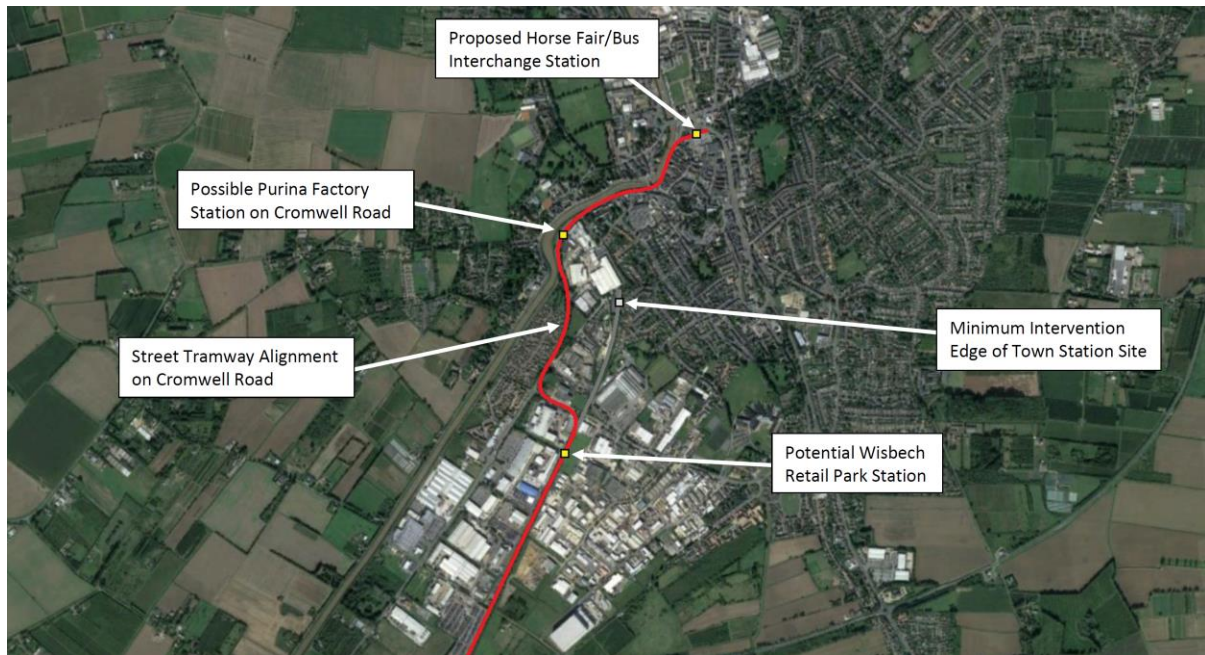 Proposed Horse Fair/Bus
Interchange Station
Possible Purina Factory
Station on Cromwell Road
Street Tramway Alignment
on Cromwell Road
Minimum Intervention
Edge of Town Station Site
Potential Wisbech
Retail Park Station